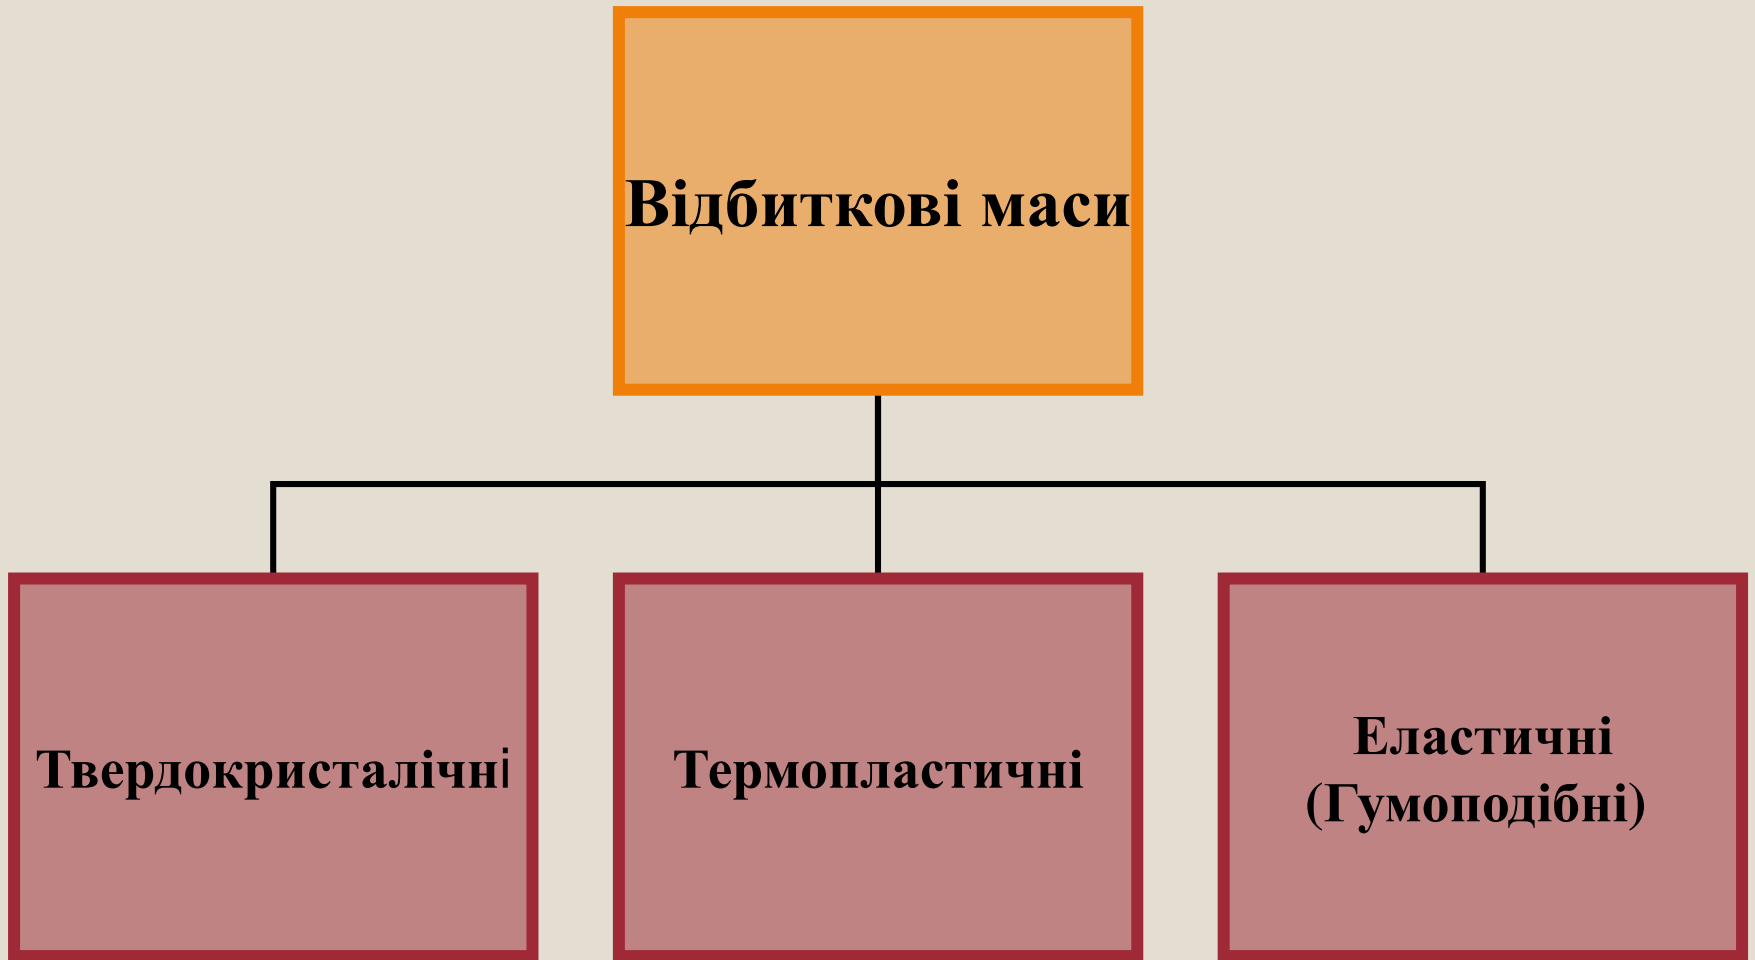 Відбиткові маси
Твердокристалічні
Термопластичні
Еластичні
(Гумоподібні)